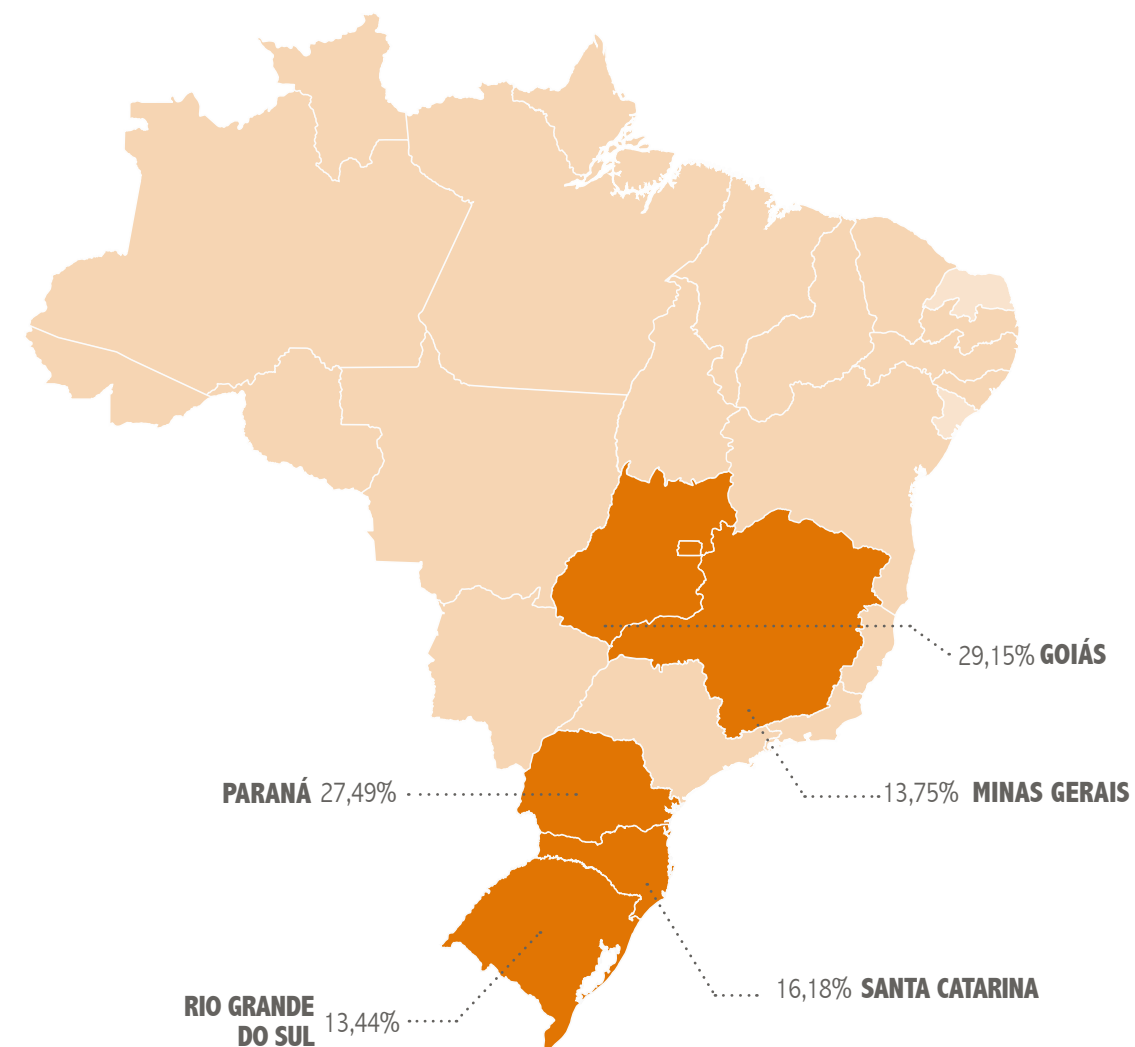 29,15% GOIÁS
PARANÁ 27,49%
13,75% MINAS GERAIS
16,18% SANTA CATARINA
RIO GRANDE
DO SUL 13,44%